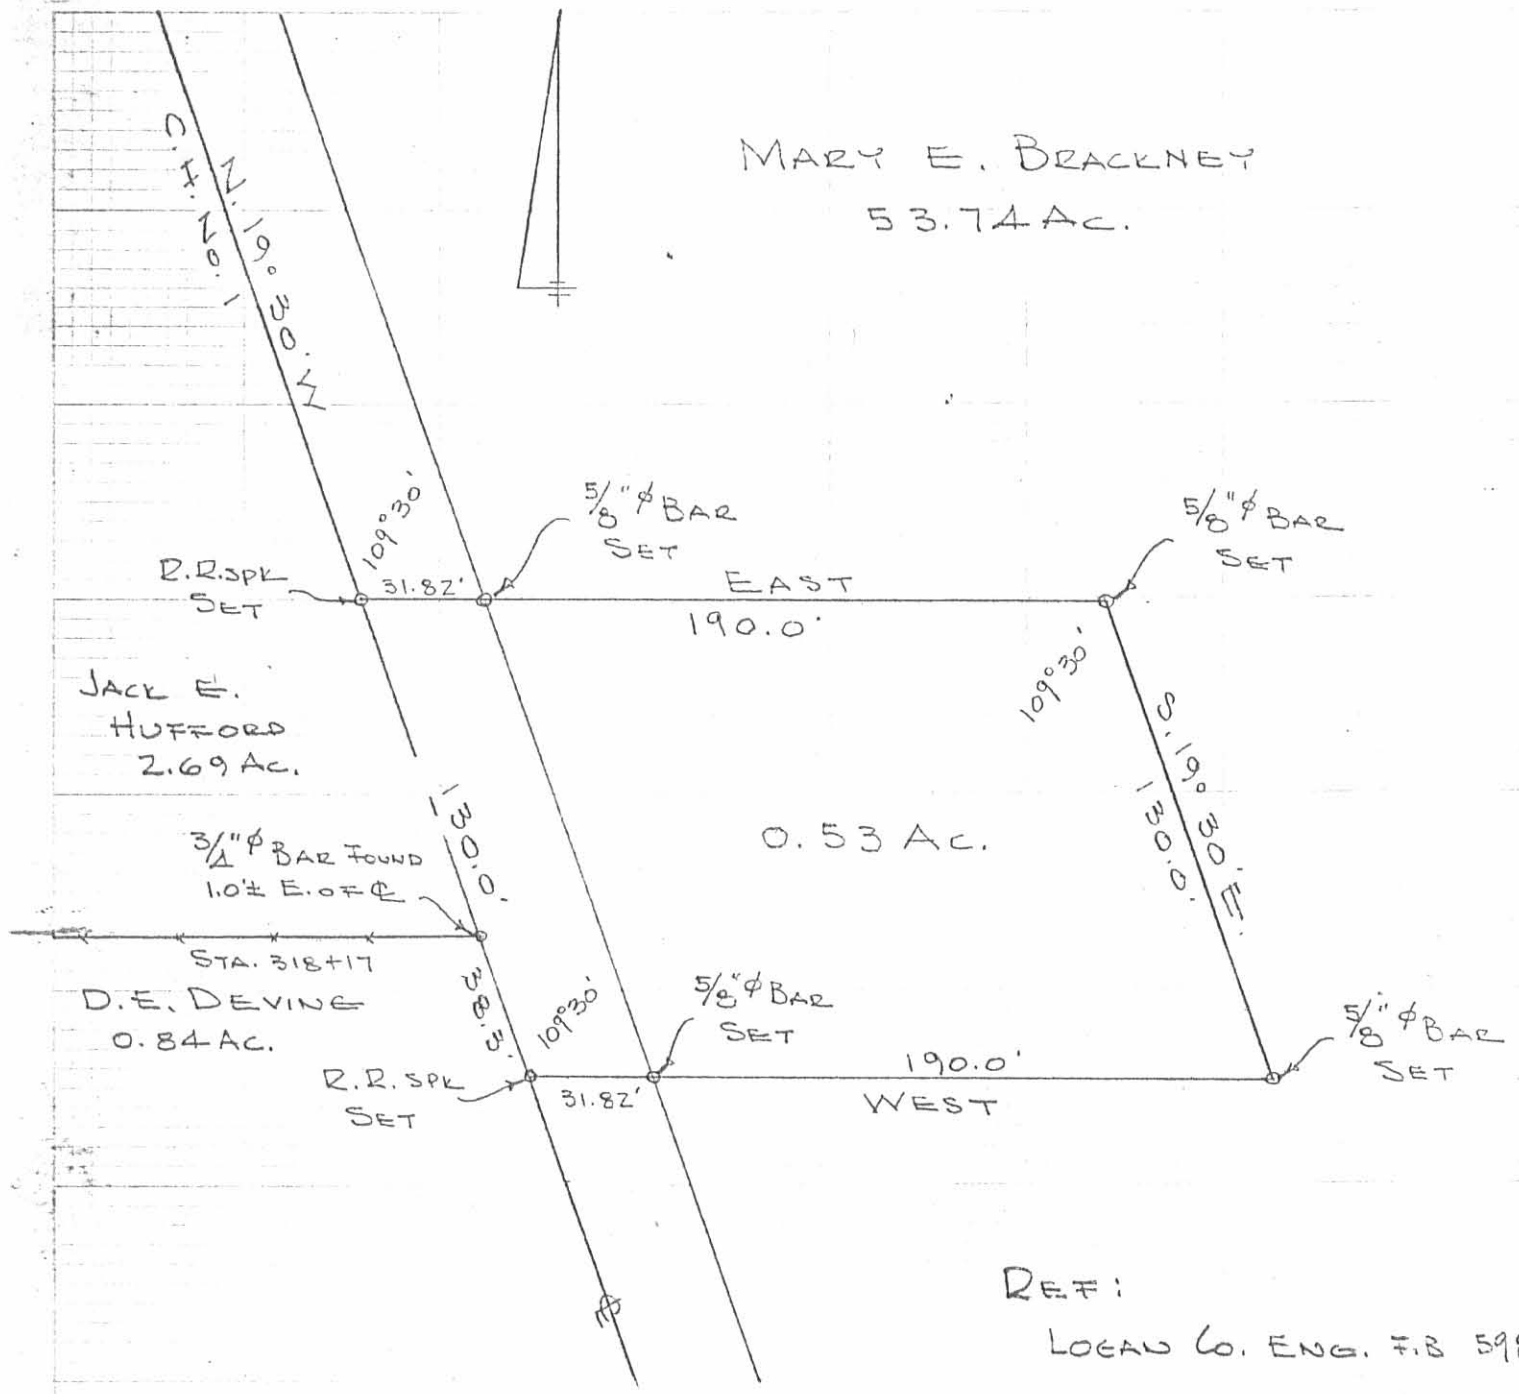 MARY E. BRACKNEY
53.74 AC.
C.H. No. 1
N. 19° 30' W
109°30'
5/8"ϕ BAR
SET
5/8"ϕ BAR
SET
R.R. SPK
SET
31.82'
EAST
190.0'
109°30'
JACK E.
HUFFORD
2.69 AC.
S. 19° 30' E.
130.0'
130.0'
0.53 AC.
3/4"ϕ BAR FOUND
1.0'± E. OF ℄
STA. 318+17
D.E. DEVINE
0.84 AC.
38.3'
109°30'
5/8"ϕ BAR
SET
5/8"ϕ BAR
SET
R.R. SPK
SET
31.82'
190.0'
WEST
℄
REF:
LOGAN CO. ENG. F.B